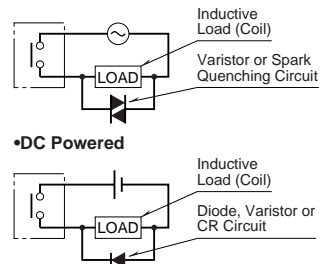 Inductive
Load (Coil)
LOAD
Varistor or Spark
Quenching Circuit
•DC Powered
Inductive
Load (Coil)
LOAD
Diode, Varistor or
CR Circuit